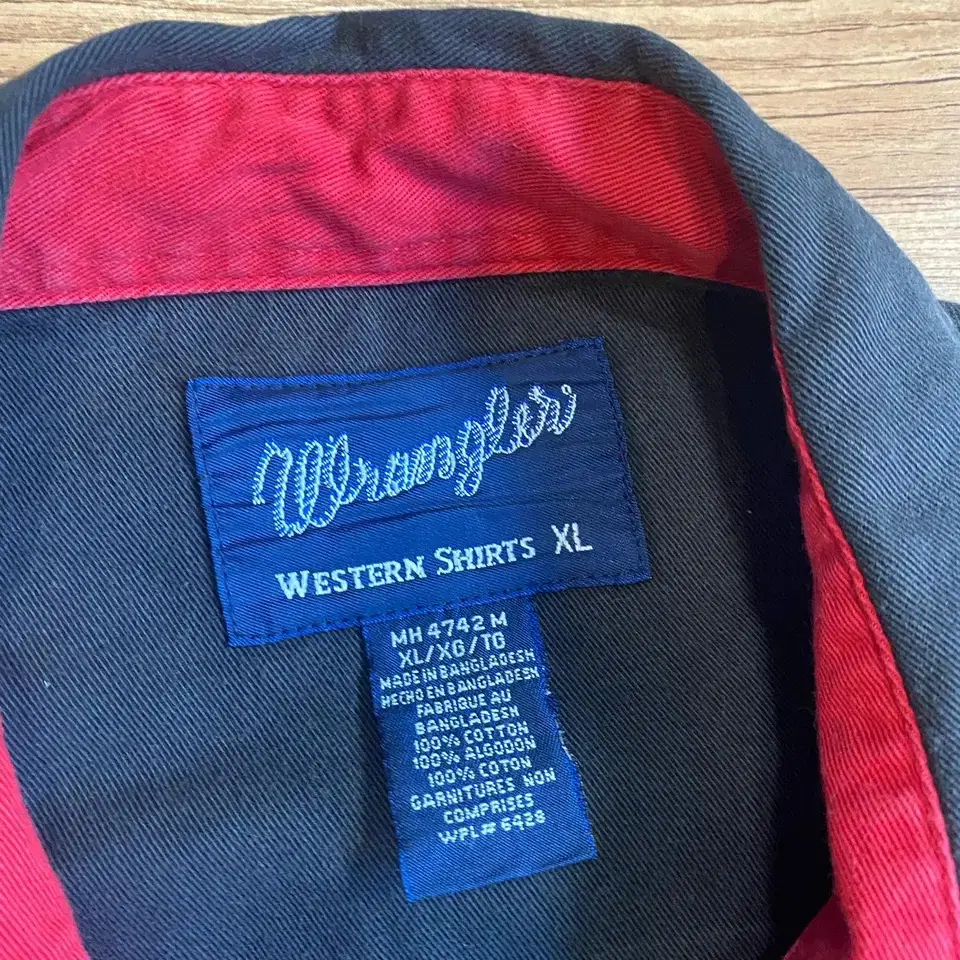 Wrangler®
WESTERN SHIRTS XL
MH 4742 M
XL/XG/TG
MADE IN BANGLADESH
HECHO EN BANGLADESH
FABRIQUE AU
BANGLADESH
100% COTTON
100% ALGODON
100% COTON
GARNITURES NON
COMPRISES
WPL# 6428